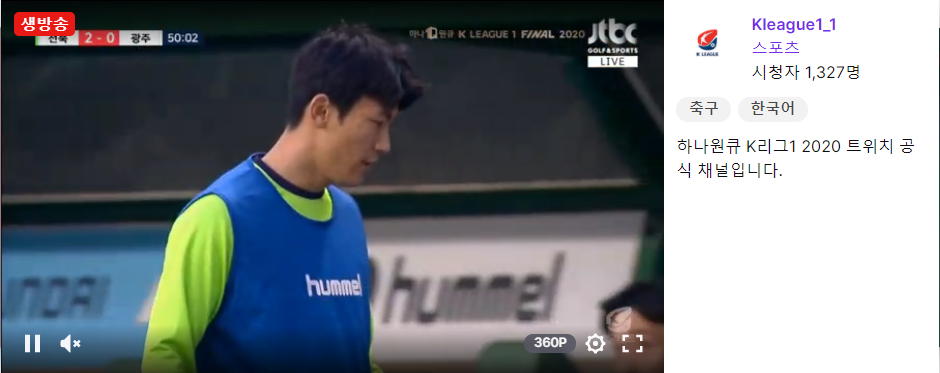 생방송
전북 2 - 0 광주 50:02
하나1Q원큐 K LEAGUE 1 FINAL 2020
jtbc
GOLF&SPORTS
LIVE
hummel
hummel
360P
K LEAGUE
Kleague1_1
스포츠
시청자 1,327명
축구
한국어
하나원큐 K리그1 2020 트위치 공
식 채널입니다.